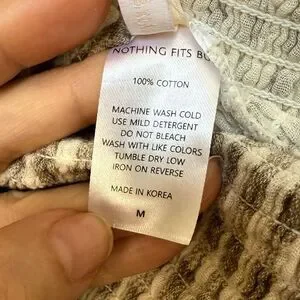 NOTHING FITS
100% COTTON
MACHINE WASH COLD
USE MILD DETERGENT
DO NOT BLEACH
WASH WITH LIKE COLORS
TUMBLE DRY LOW
IRON ON REVERSE
MADE IN KOREA
M